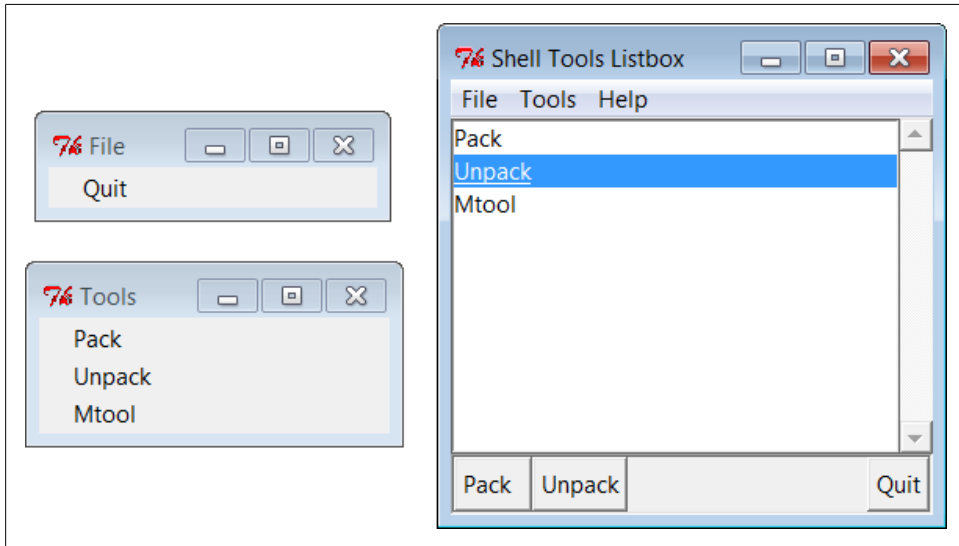 File
Quit
Tools
Pack
Unpack
Mtool
Shell Tools Listbox
File Tools Help
Pack
Unpack
Mtool
Pack Unpack Quit